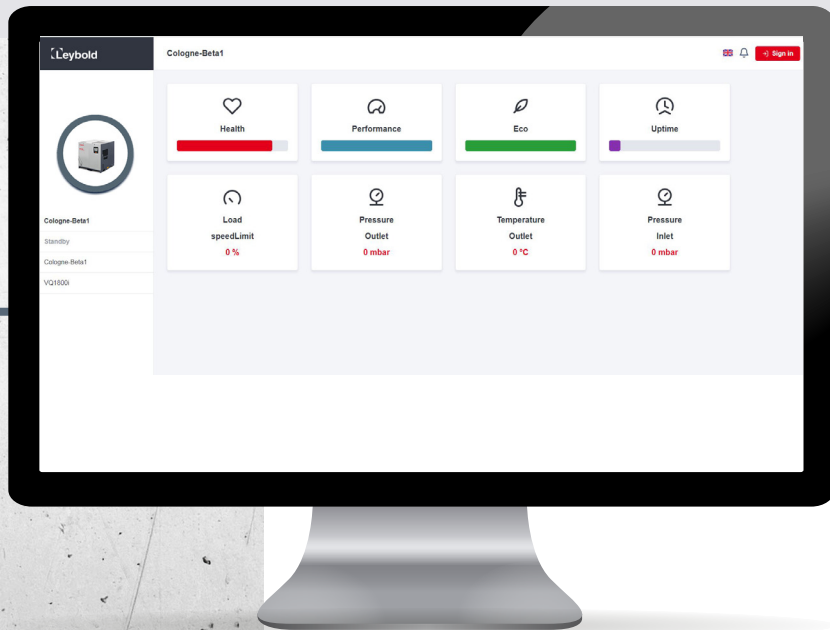 Leybold
Cologne-Beta1
Sign in
Health
Performance
Eco
Uptime
Cologne-Beta1
Standby
Cologne-Beta1
VQ1800i
Load
speedLimit
0 %
Pressure
Outlet
0 mbar
Temperature
Outlet
0 °C
Pressure
Inlet
0 mbar